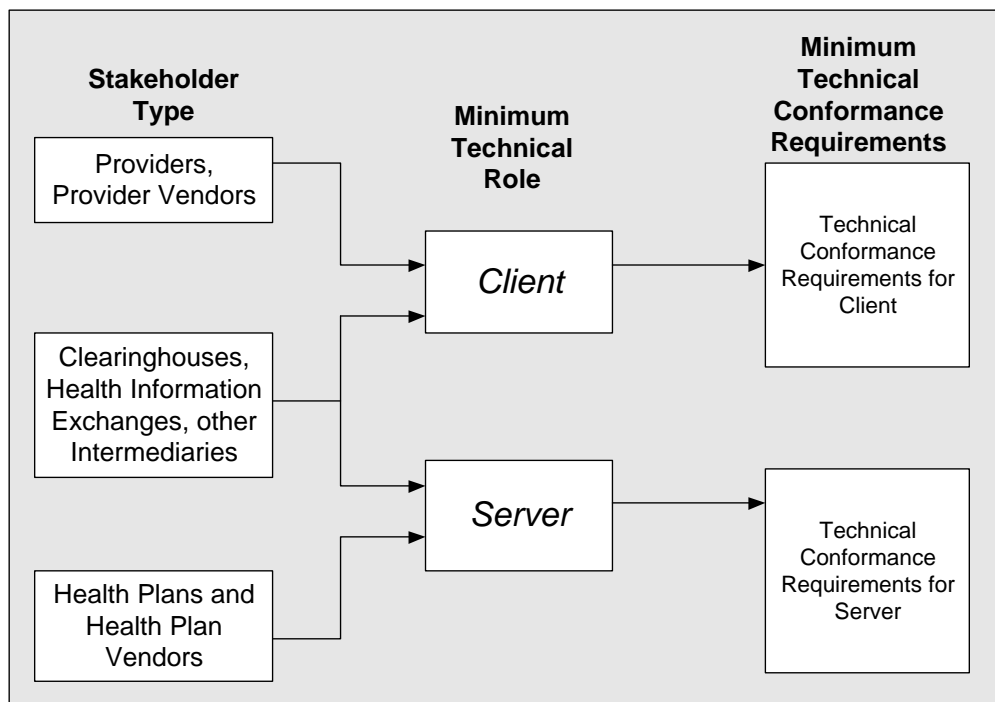 Stakeholder
Type
Minimum
Technical
Role
Minimum
Technical
Conformance
Requirements
Providers,
Provider Vendors
Client
Technical
Conformance
Requirements for
Client
Clearinghouses,
Health Information
Exchanges, other
Intermediaries
Server
Technical
Conformance
Requirements for
Server
Health Plans and
Health Plan
Vendors